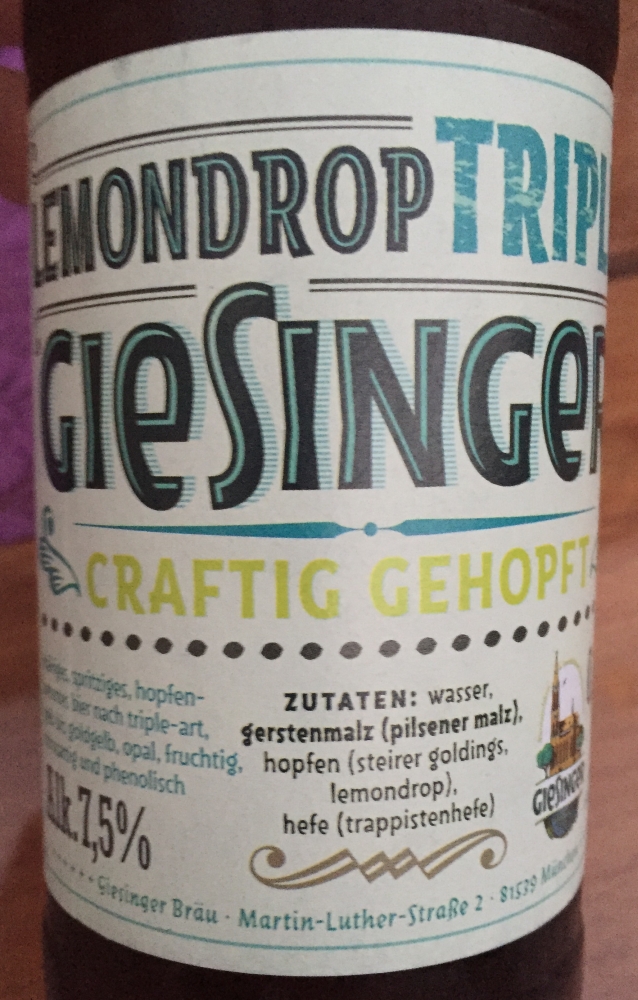 LEMONDROP TRIPL
GIESINGER
CRAFTIG GEHOPFT
spritziges, hopfen-
bier nach triple-art,
goldgelb, opal, fruchtig,
und phenolisch
Alk. 7,5%
ZUTATEN: wasser,
gerstenmalz (pilsener malz),
hopfen (steirer goldings,
lemondrop),
hefe (trappistenhefe)
GIESINGER
Giesinger Bräu · Martin-Luther-Straße 2 · 81539 München